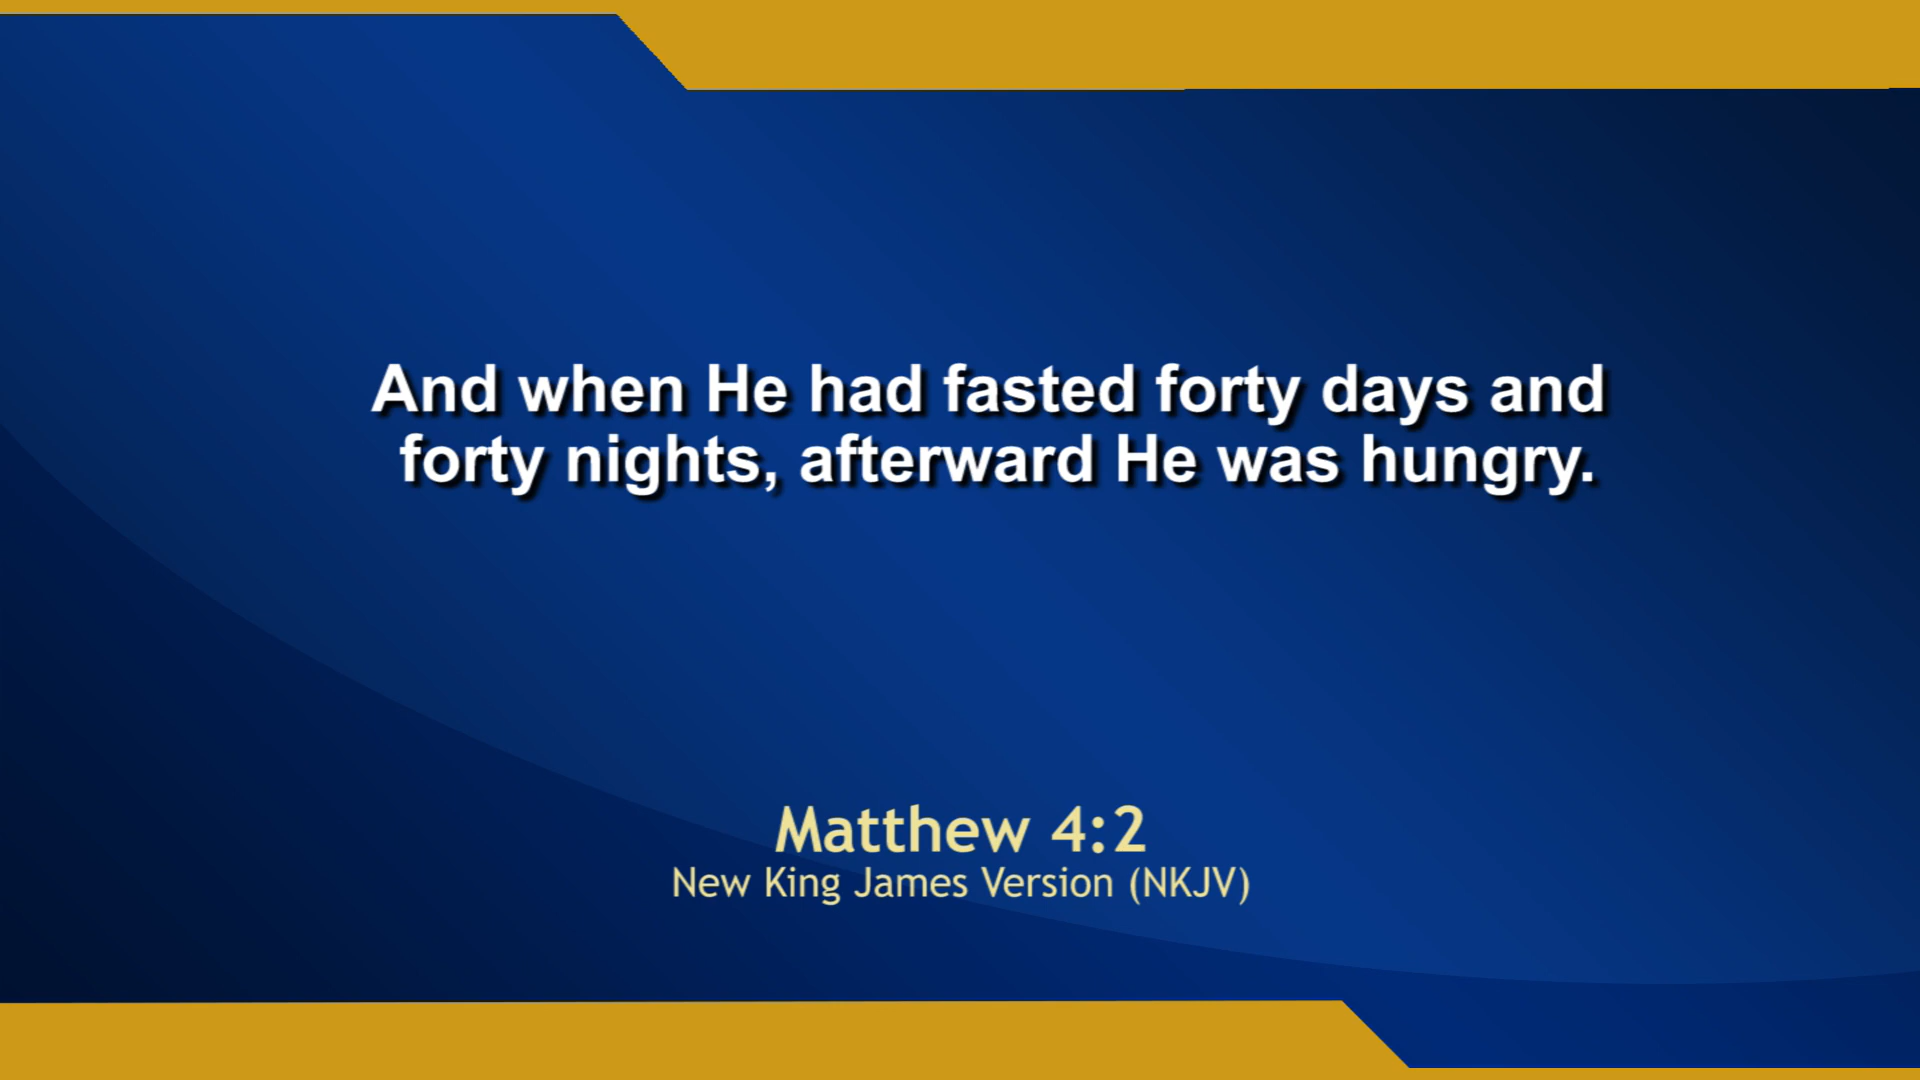 And when He had fasted forty days and
forty nights, afterward He was hungry.
Matthew 4:2
New King James Version (NKJV)